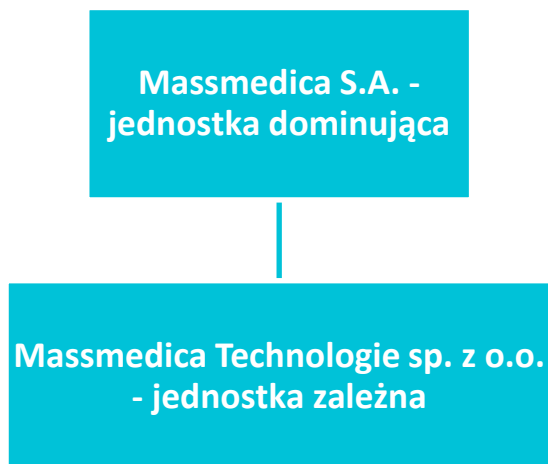 Massmedica S.A. -
jednostka dominująca
Massmedica Technologie sp. z o.o.
- jednostka zależna